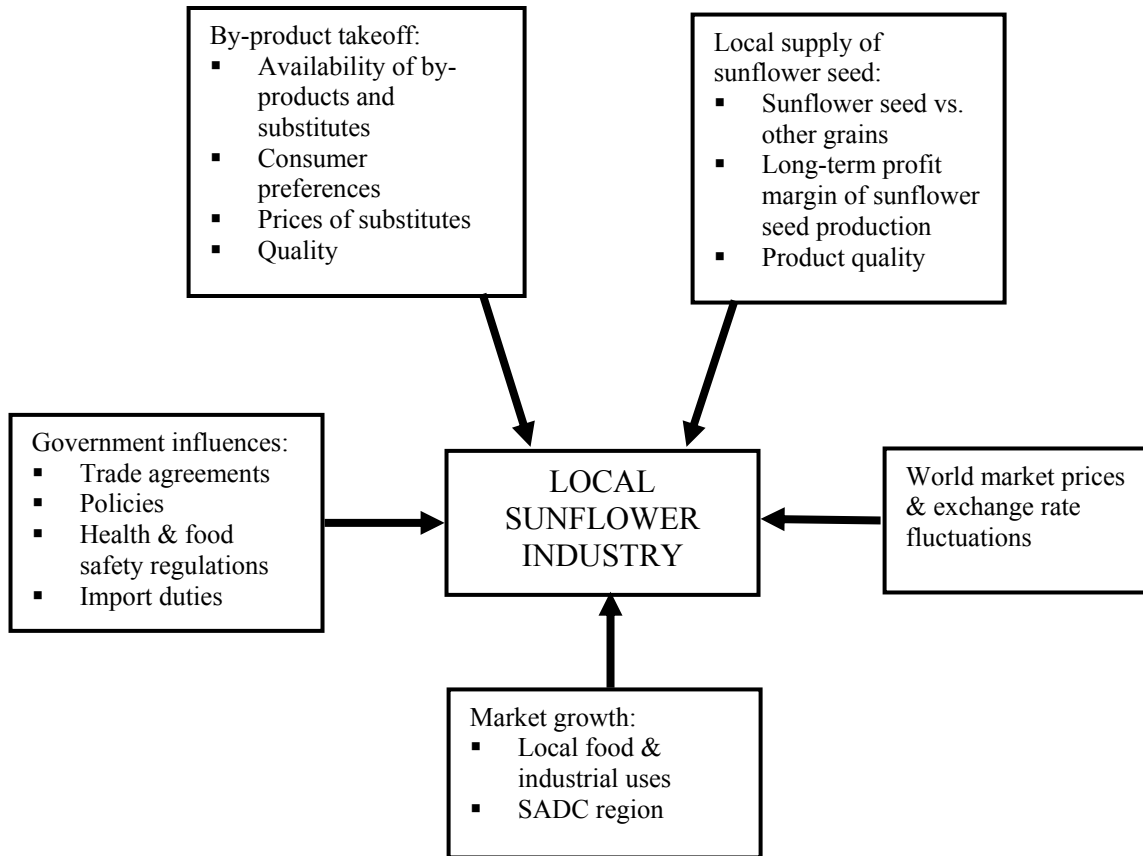 By-product takeoff:
▪ Availability of by-
products and
substitutes
▪ Consumer
preferences
▪ Prices of substitutes
▪ Quality
Local supply of
sunflower seed:
▪ Sunflower seed vs.
other grains
▪ Long-term profit
margin of sunflower
seed production
▪ Product quality
Government influences:
▪ Trade agreements
▪ Policies
▪ Health & food
safety regulations
▪ Import duties
LOCAL
SUNFLOWER
INDUSTRY
World market prices
& exchange rate
fluctuations
Market growth:
▪ Local food &
industrial uses
▪ SADC region